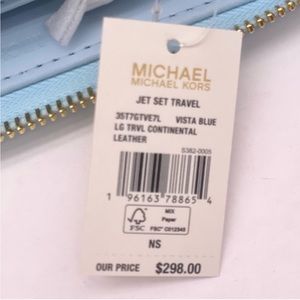 MICHAEL
MICHAEL KORS
JET SET TRAVEL
35T7GTVE7L VISTA BLUE
LG TRVL CONTINENTAL
LEATHER
S382-0005
1 96163 78865 4
FSC
MIX
Paper
FSC® C012345
NS
OUR PRICE $298.00